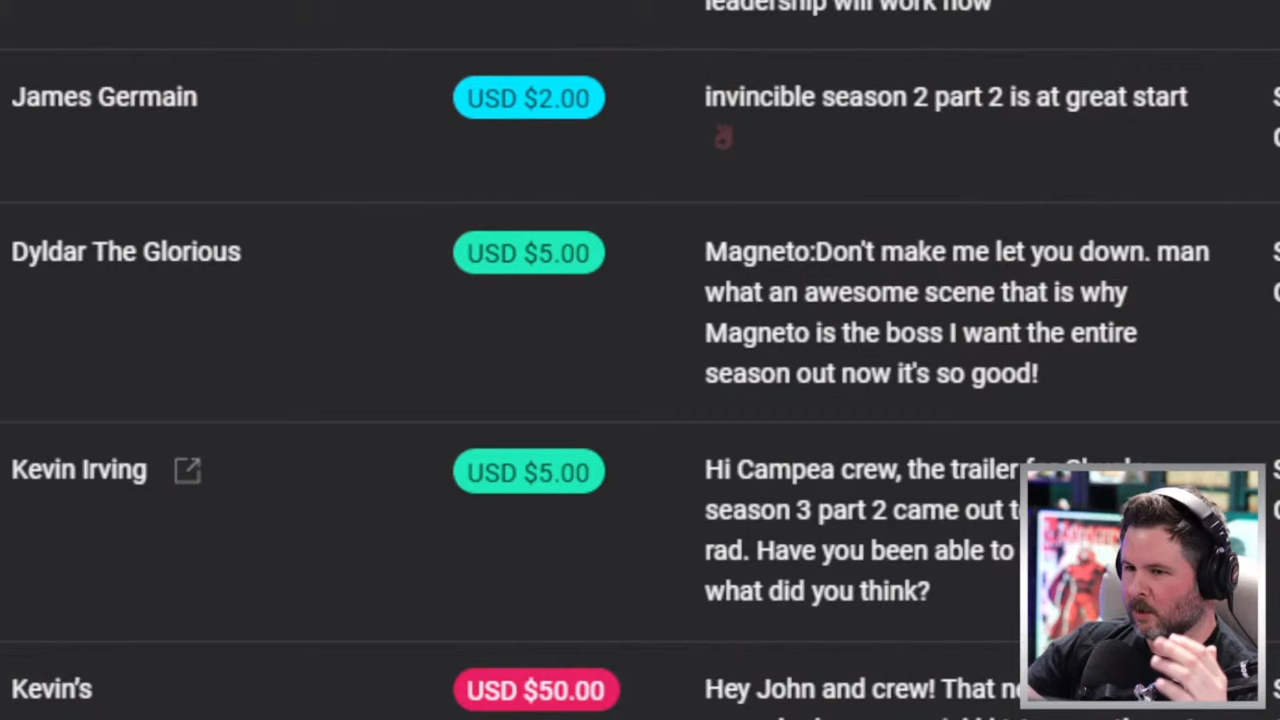 leadership will work now
James Germain
USD $2.00
invincible season 2 part 2 is at great start
Dyldar The Glorious
USD $5.00
Magneto:Don't make me let you down. man
what an awesome scene that is why
Magneto is the boss I want the entire
season out now it's so good!
Kevin Irving
USD $5.00
Hi Campea crew, the trailer
season 3 part 2 came out
rad. Have you been able to
what did you think?
Kevin's
USD $50.00
Hey John and crew! That